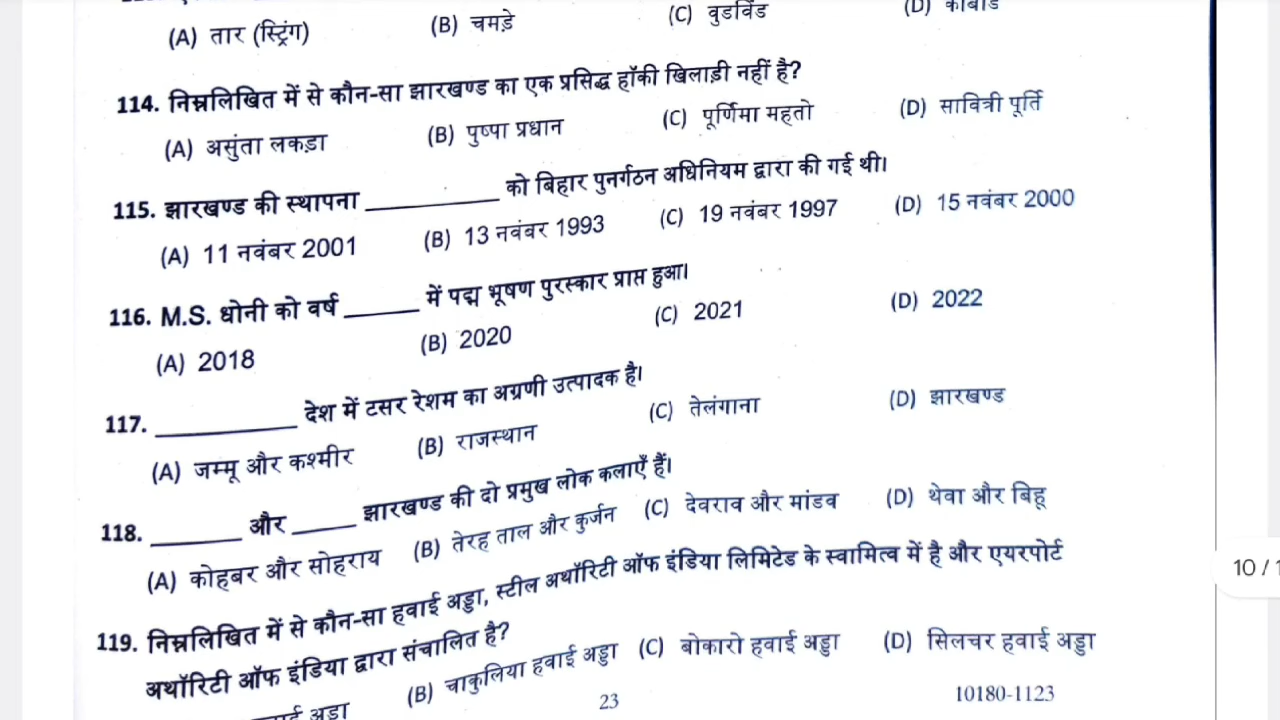 (A) तार (स्ट्रिंग) (B) चमड़े (C) वुडविंड (D)
114. निम्नलिखित में से कौन-सा झारखण्ड का एक प्रसिद्ध हॉकी खिलाड़ी नहीं है?
(A) असुंता लकड़ा (B) पुष्पा प्रधान (C) पूर्णिमा महतो (D) सावित्री पूर्ति
115. झारखण्ड की स्थापना __________ को बिहार पुनर्गठन अधिनियम द्वारा की गई थी।
(A) 11 नवंबर 2001 (B) 13 नवंबर 1993 (C) 19 नवंबर 1997 (D) 15 नवंबर 2000
116. M.S. धोनी को वर्ष ______ में पद्म भूषण पुरस्कार प्राप्त हुआ।
(A) 2018 (B) 2020 (C) 2021 (D) 2022
117. __________ देश में टसर रेशम का अग्रणी उत्पादक है।
(A) जम्मू और कश्मीर (B) राजस्थान (C) तेलंगाना (D) झारखण्ड
118. _______ और _____ झारखण्ड की दो प्रमुख लोक कलाएँ हैं।
(A) कोहबर और सोहराय (B) तेरह ताल और कुर्जन (C) देवराव और मांडव (D) थेवा और बिहू
119. निम्नलिखित में से कौन-सा हवाई अड्डा, स्टील अथॉरिटी ऑफ इंडिया लिमिटेड के स्वामित्व में है और एयरपोर्ट
अथॉरिटी ऑफ इंडिया द्वारा संचालित है?
अड्डा (B) चाकुलिया हवाई अड्डा (C) बोकारो हवाई अड्डा (D) सिलचर हवाई अड्डा
23 10180-1123
10 / 1